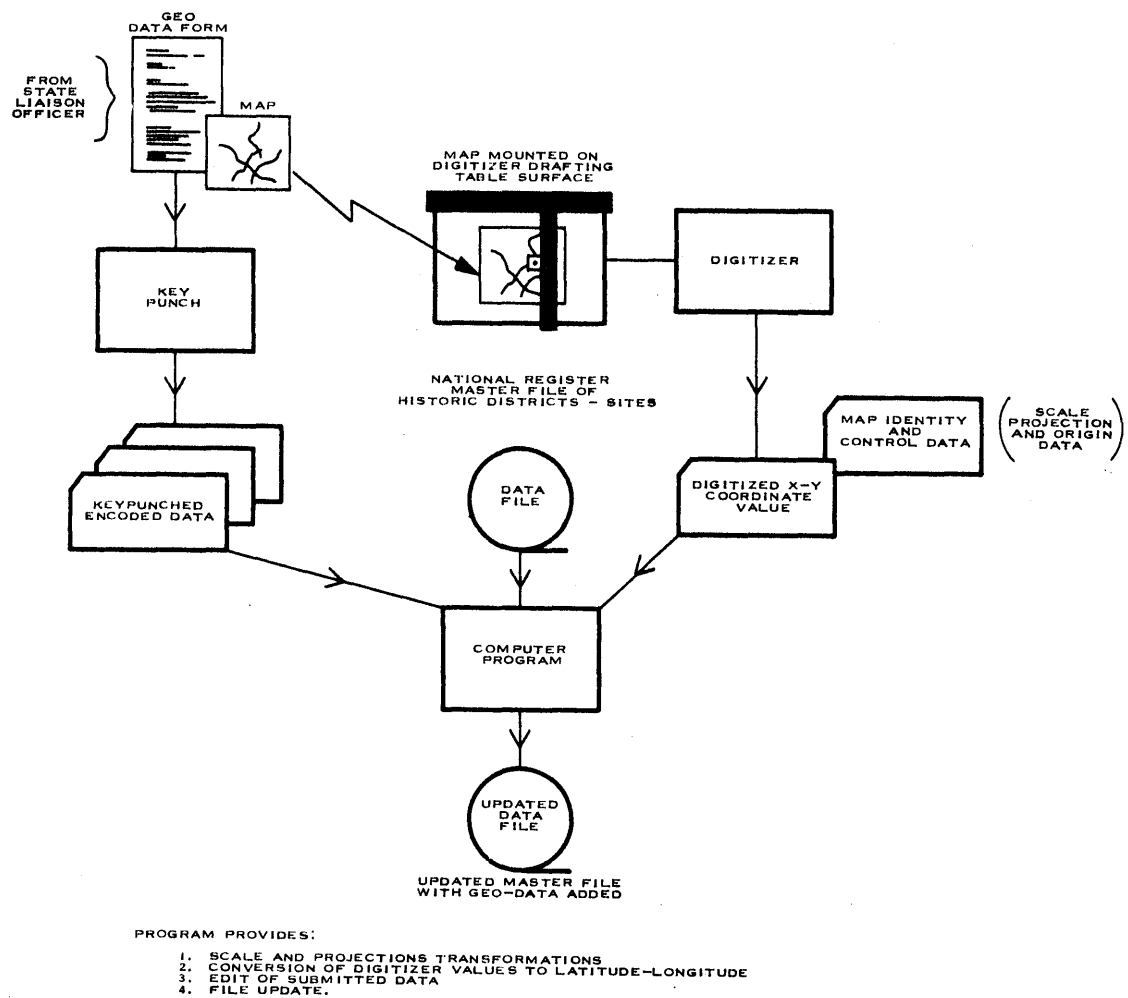 GEO
DATA FORM
FROM
STATE
LIAISON
OFFICER
MAP
MAP MOUNTED ON
DIGITIZER DRAFTING
TABLE SURFACE
DIGITIZER
KEY
PUNCH
NATIONAL REGISTER
MASTER FILE OF
HISTORIC DISTRICTS - SITES
MAP IDENTITY
AND
CONTROL DATA
(SCALE
PROJECTION
AND ORIGIN
DATA)
DIGITIZED X-Y
COORDINATE
VALUE
DATA
FILE
KEYPUNCHED
ENCODED DATA
COMPUTER
PROGRAM
UPDATED
DATA
FILE
UPDATED MASTER FILE
WITH GEO-DATA ADDED
PROGRAM PROVIDES:
1. SCALE AND PROJECTIONS TRANSFORMATIONS
2. CONVERSION OF DIGITIZER VALUES TO LATITUDE-LONGITUDE
3. EDIT OF SUBMITTED DATA
4. FILE UPDATE.